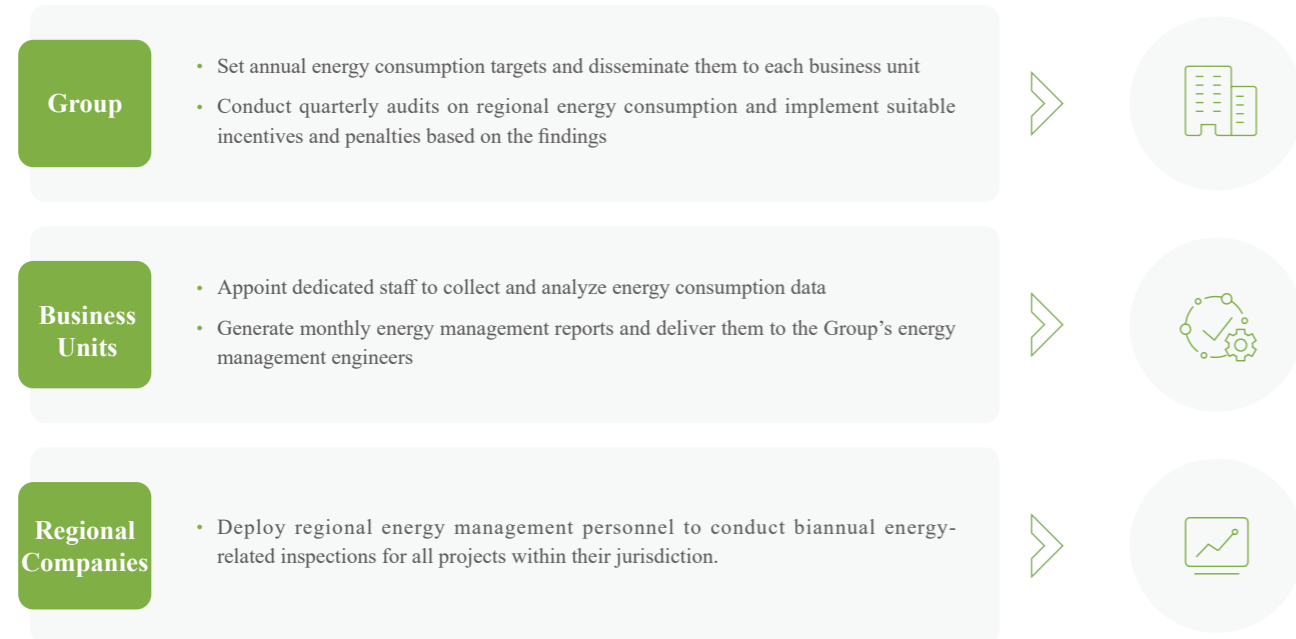 Group
• Set annual energy consumption targets and disseminate them to each business unit
• Conduct quarterly audits on regional energy consumption and implement suitable
incentives and penalties based on the findings
Business
Units
• Appoint dedicated staff to collect and analyze energy consumption data
• Generate monthly energy management reports and deliver them to the Group’s energy
management engineers
Regional
Companies
• Deploy regional energy management personnel to conduct biannual energy-
related inspections for all projects within their jurisdiction.